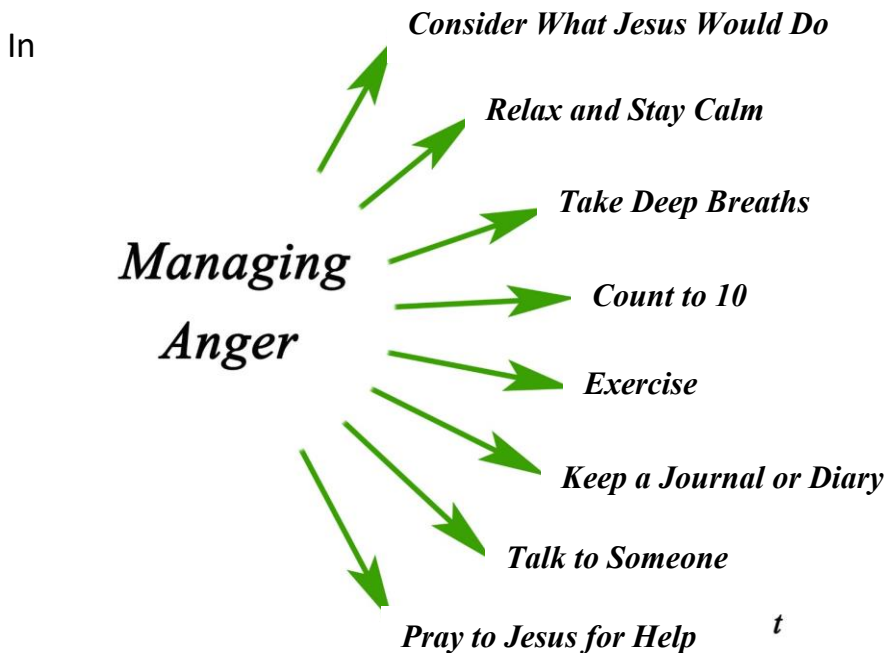 In
Consider What Jesus Would Do
Relax and Stay Calm
Take Deep Breaths
Managing
Anger
Count to 10
Exercise
Keep a Journal or Diary
Talk to Someone
Pray to Jesus for Help
t